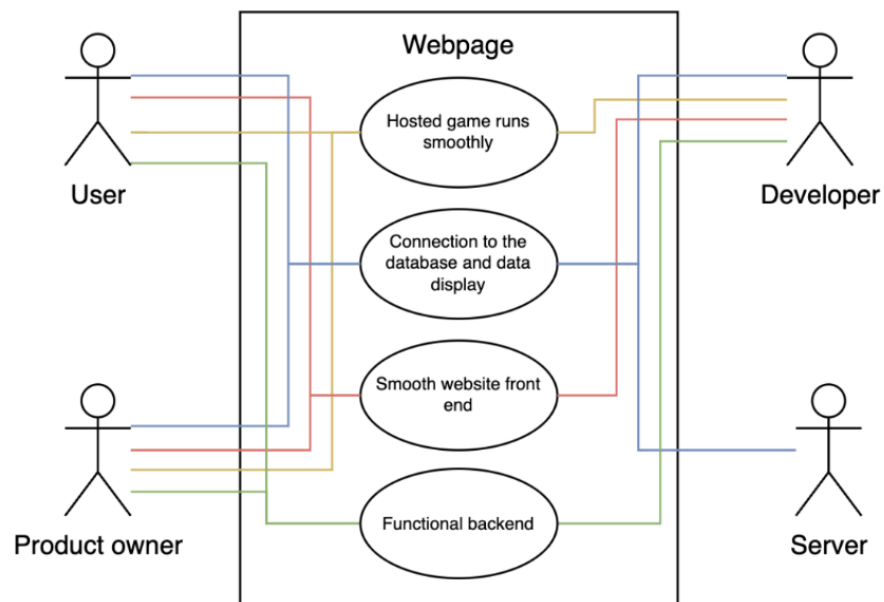 Webpage
Hosted game runs
smoothly
User
Developer
Connection to the
database and data
display
Smooth website front
end
Functional backend
Product owner
Server